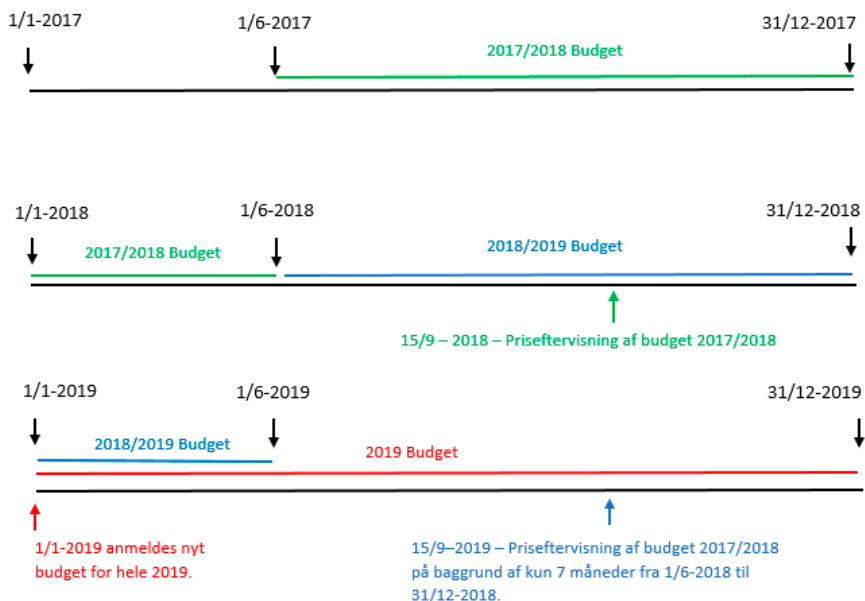 1/1-2017 1/6-2017 31/12-2017
2017/2018 Budget
1/1-2018 1/6-2018 31/12-2018
2017/2018 Budget 2018/2019 Budget
15/9 – 2018 – Priseftervisning af budget 2017/2018
1/1-2019 1/6-2019 31/12-2019
2018/2019 Budget 2019 Budget
1/1-2019 anmeldes nyt
budget for hele 2019.
15/9–2019 – Priseftervisning af budget 2017/2018
på baggrund af kun 7 måneder fra 1/6-2018 til
31/12-2018.